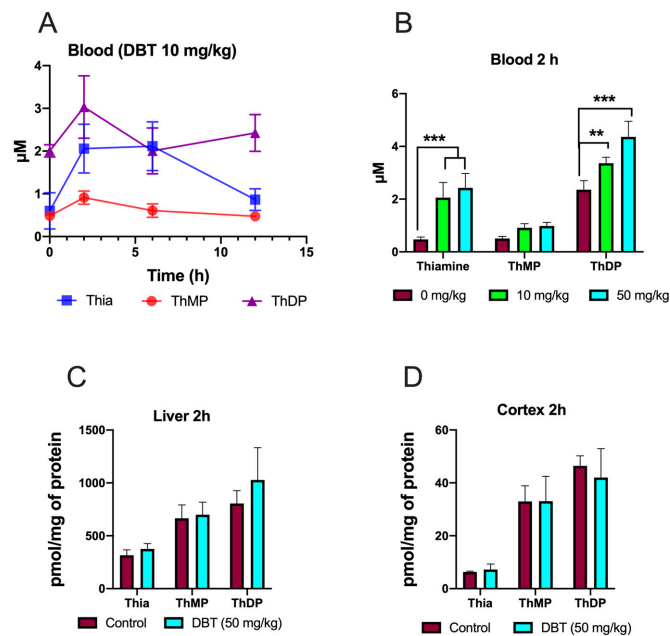 A
Blood (DBT 10 mg/kg)
4
3
2
1
0
µM
0 5 10 15
Time (h)
Thia ThMP ThDP
B
Blood 2 h
6
4
2
0
µM
***
**
***
Thiamine ThMP ThDP
0 mg/kg 10 mg/kg 50 mg/kg
C
Liver 2h
1500
1000
500
0
pmol/mg of protein
Thia ThMP ThDP
Control DBT (50 mg/kg)
D
Cortex 2h
60
40
20
0
pmol/mg of protein
Thia ThMP ThDP
Control DBT (50 mg/kg)